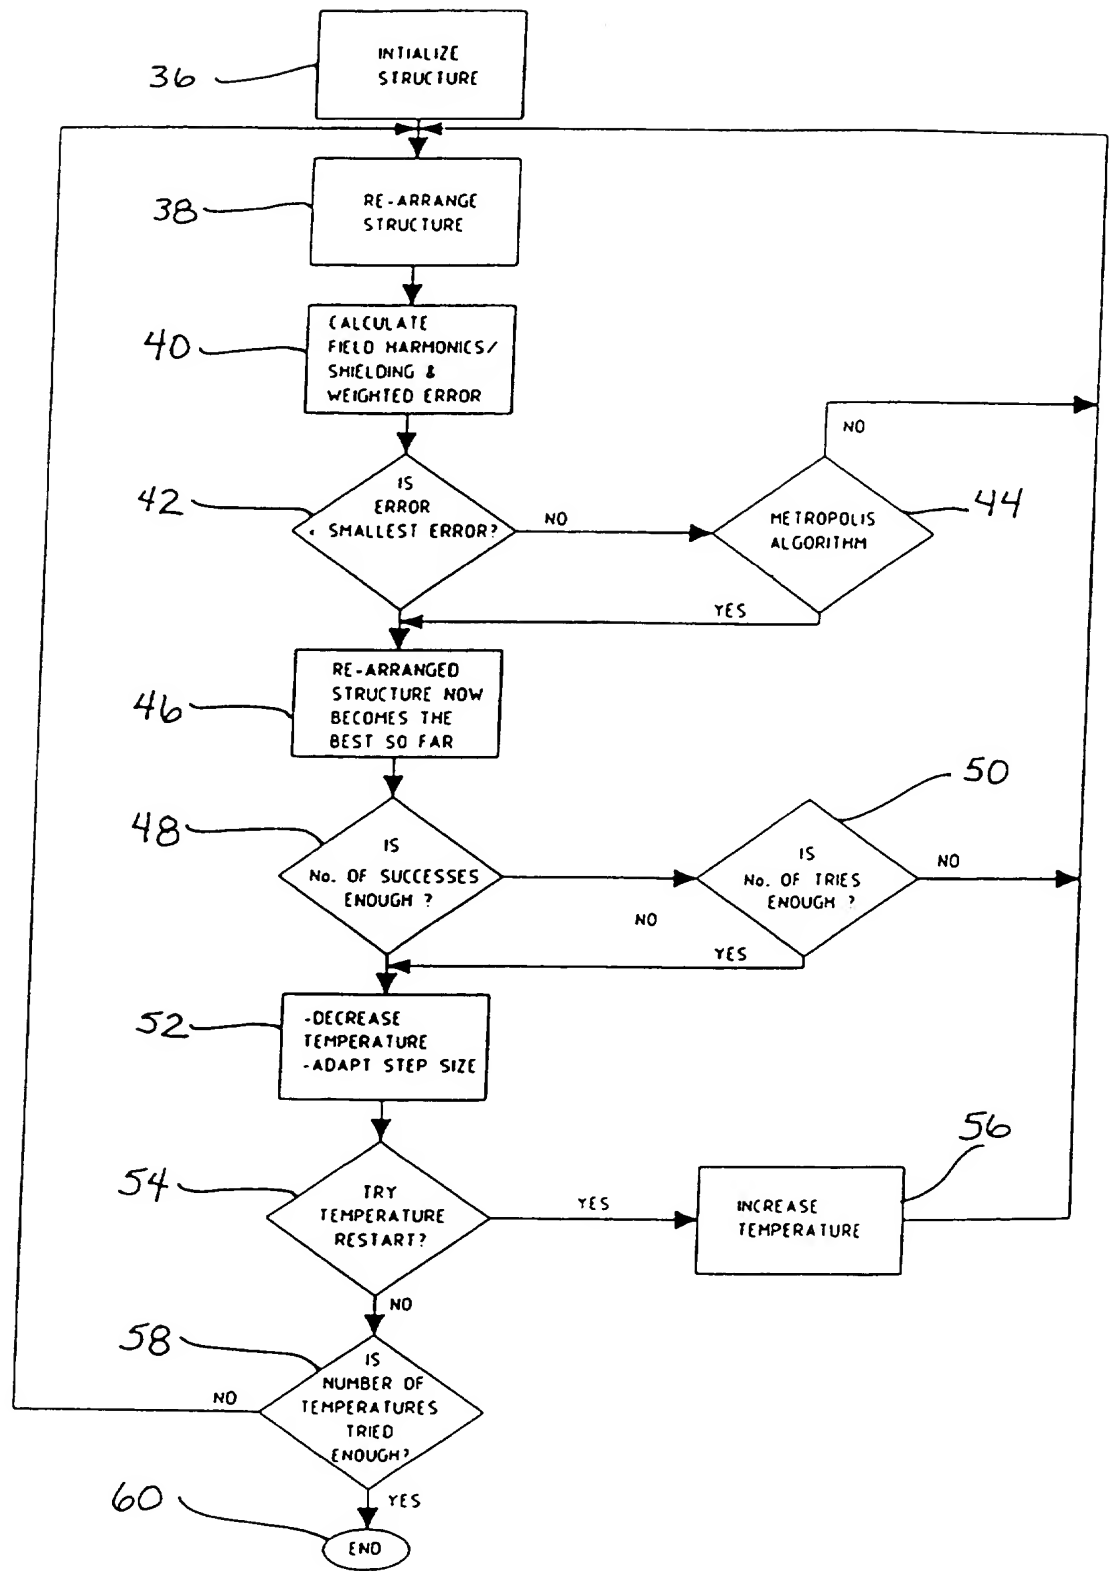 INTIALIZE
STRUCTURE
36
RE-ARRANGE
STRUCTURE
38
CALCULATE
FIELD HARMONICS/
SHIELDING &
WEIGHTED ERROR
40
IS
ERROR
< SMALLEST ERROR?
42
NO
METROPOLIS
ALGORITHM
44
NO
YES
RE-ARRANGED
STRUCTURE NOW
BECOMES THE
BEST SO FAR
46
IS
No. OF SUCCESSES
ENOUGH ?
48
NO
IS
No. OF TRIES
ENOUGH ?
50
NO
YES
-DECREASE
TEMPERATURE
-ADAPT STEP SIZE
52
TRY
TEMPERATURE
RESTART?
54
YES
INCREASE
TEMPERATURE
56
NO
IS
NUMBER OF
TEMPERATURES
TRIED
ENOUGH?
58
NO
YES
END
60